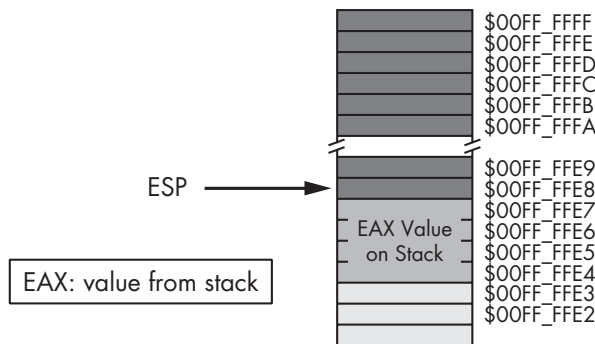 $00FF_FFFF
$00FF_FFFE
$00FF_FFFD
$00FF_FFFC
$00FF_FFFB
$00FF_FFFA
$00FF_FFE9
ESP
$00FF_FFE8
$00FF_FFE7
EAX Value
on Stack
$00FF_FFE6
$00FF_FFE5
$00FF_FFE4
EAX: value from stack
$00FF_FFE3
$00FF_FFE2